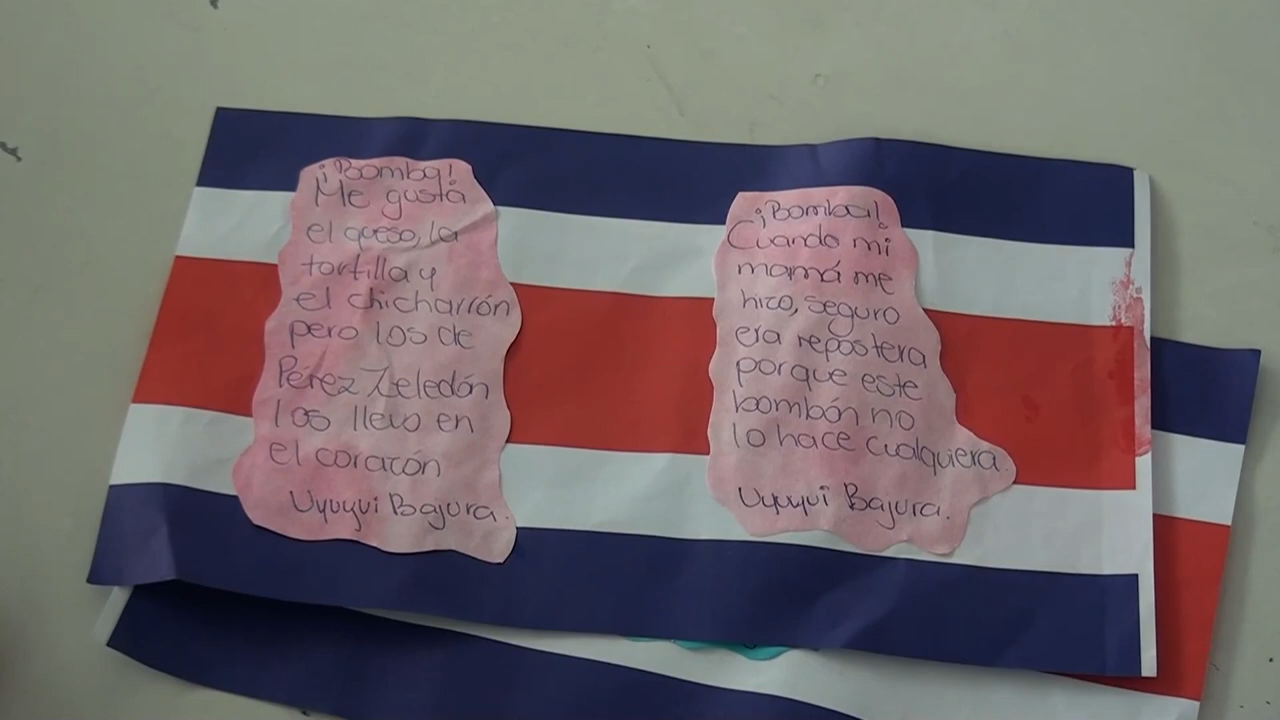 ¡Bomba!
Me gusta
el queso, la
tortilla y
el chicharrón
pero los de
Pérez Zeledón
los llevo en
el corazón
Uyuyui Bajura.
¡Bomba!
Cuando mi
mamá me
hizo, seguro
era repostera
porque este
bombón no
lo hace cualquiera.
Uyuyui Bajura.